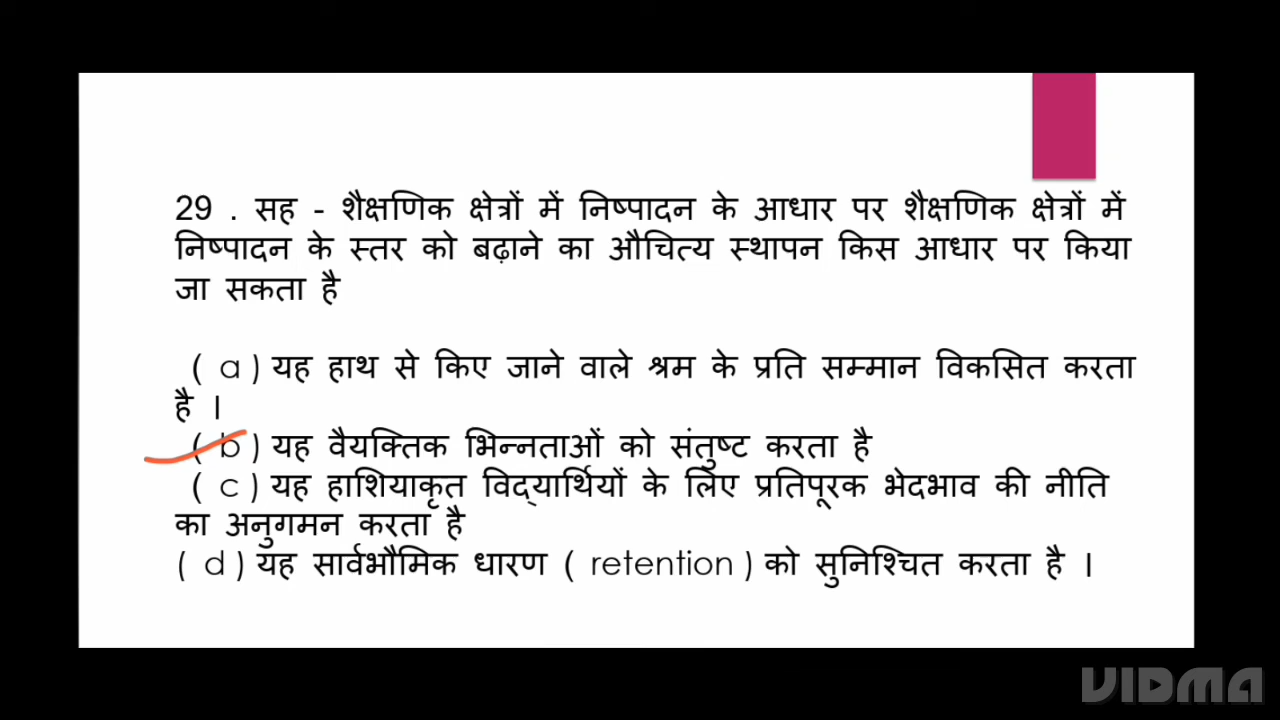 29 . सह - शैक्षणिक क्षेत्रों में निष्पादन के आधार पर शैक्षणिक क्षेत्रों में
निष्पादन के स्तर को बढ़ाने का औचित्य स्थापन किस आधार पर किया
जा सकता है
( a ) यह हाथ से किए जाने वाले श्रम के प्रति सम्मान विकसित करता
है ।
( b ) यह वैयक्तिक भिन्नताओं को संतुष्ट करता है
( c ) यह हाशियाकृत विद्यार्थियों के लिए प्रतिपूरक भेदभाव की नीति
का अनुगमन करता है
( d ) यह सार्वभौमिक धारण ( retention ) को सुनिश्चित करता है ।
VIDMA